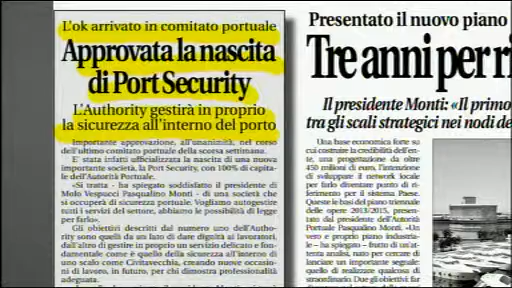 L'ok arrivato in comitato portuale
Approvata la nascita
di Port Security
L'Authority gestirà in proprio
la sicurezza all'interno del porto
Importante approvazione, all'unanimità, nel corso
dell'ultimo comitato portuale della scorsa settimana.
E' stata infatti ufficializzata la nascita di una nuova
importante società, la Port Security, con 100% di capita-
le dell'Autorità Portuale.
«Si tratta - ha spiegato soddisfatto il presidente di
Molo Vespucci Pasqualino Monti - di una società che
si occuperà di sicurezza portuale. Vogliamo autogestire
tutti i servizi del settore, abbiamo le possibilità di legge
per farlo».
Gli obiettivi descritti dal numero uno dell'Autho-
rity sono quelli da un lato di dare dignità ai lavoratori,
dall'altro di gestire in proprio un servizio delicato e fon-
damentale come è quello della sicurezza all'interno di
uno scalo come Civitavecchia, creando nuove occasio-
ni di lavoro, in futuro, per chi dimostra professionalità
adeguata.
Presentato il nuovo piano
Tre anni per ri
Il presidente Monti: «Il primo
tra gli scali strategici nei nodi de
Una base economica forte su
cui costruire la credibilità dell'en-
te, una progettazione da oltre
450 milioni di euro, l'intenzione
di sviluppare il network locale
per farlo diventare punto di ri-
ferimento per il sistema Paese.
Queste le basi del piano triennale
delle opere 2013/2015, presen-
tato dal presidente dell'Autorità
Portuale Pasqualino Monti. «Un
vero e proprio piano industria-
le – ha spiegato – frutto di un'at-
tenta analisi, nato per cercare di
lanciare un importante segnale:
quello di realizzare qualcosa di
straordinario. Due gli obiettivi: far